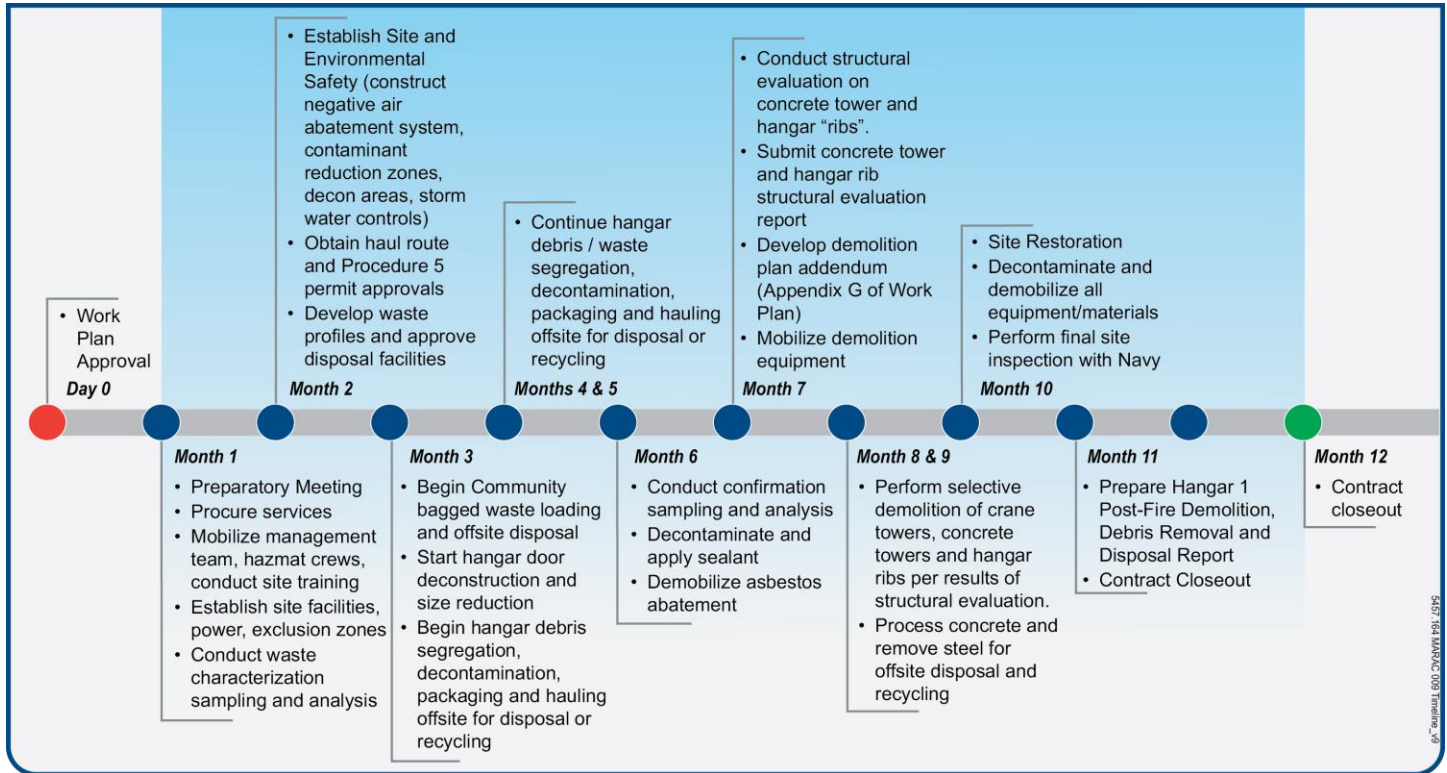 • Work
Plan
Approval
Day 0
Month 1
• Preparatory Meeting
• Procure services
• Mobilize management
team, hazmat crews,
conduct site training
• Establish site facilities,
power, exclusion zones
• Conduct waste
characterization
sampling and analysis
• Establish Site and
Environmental
Safety (construct
negative air
abatement system,
contaminant
reduction zones,
decon areas, storm
water controls)
• Obtain haul route
and Procedure 5
permit approvals
• Develop waste
profiles and approve
disposal facilities
Month 2
Month 3
• Begin Community
bagged waste loading
and offsite disposal
• Start hangar door
deconstruction and
size reduction
• Begin hangar debris
segregation,
decontamination,
packaging and hauling
offsite for disposal or
recycling
• Continue hangar
debris / waste
segregation,
decontamination,
packaging and hauling
offsite for disposal or
recycling
Months 4 & 5
Month 6
• Conduct confirmation
sampling and analysis
• Decontaminate and
apply sealant
• Demobilize asbestos
abatement
• Conduct structural
evaluation on
concrete tower and
hangar “ribs”.
• Submit concrete tower
and hangar rib
structural evaluation
report
• Develop demolition
plan addendum
(Appendix G of Work
Plan)
• Mobilize demolition
equipment
Month 7
Month 8 & 9
• Perform selective
demolition of crane
towers, concrete
towers and hangar
ribs per results of
structural evaluation.
• Process concrete and
remove steel for
offsite disposal and
recycling
• Site Restoration
• Decontaminate and
demobilize all
equipment/materials
• Perform final site
inspection with Navy
Month 10
Month 11
• Prepare Hangar 1
Post-Fire Demolition,
Debris Removal and
Disposal Report
• Contract Closeout
Month 12
• Contract
closeout
5457.164 MARAC 009 Timeline_v9